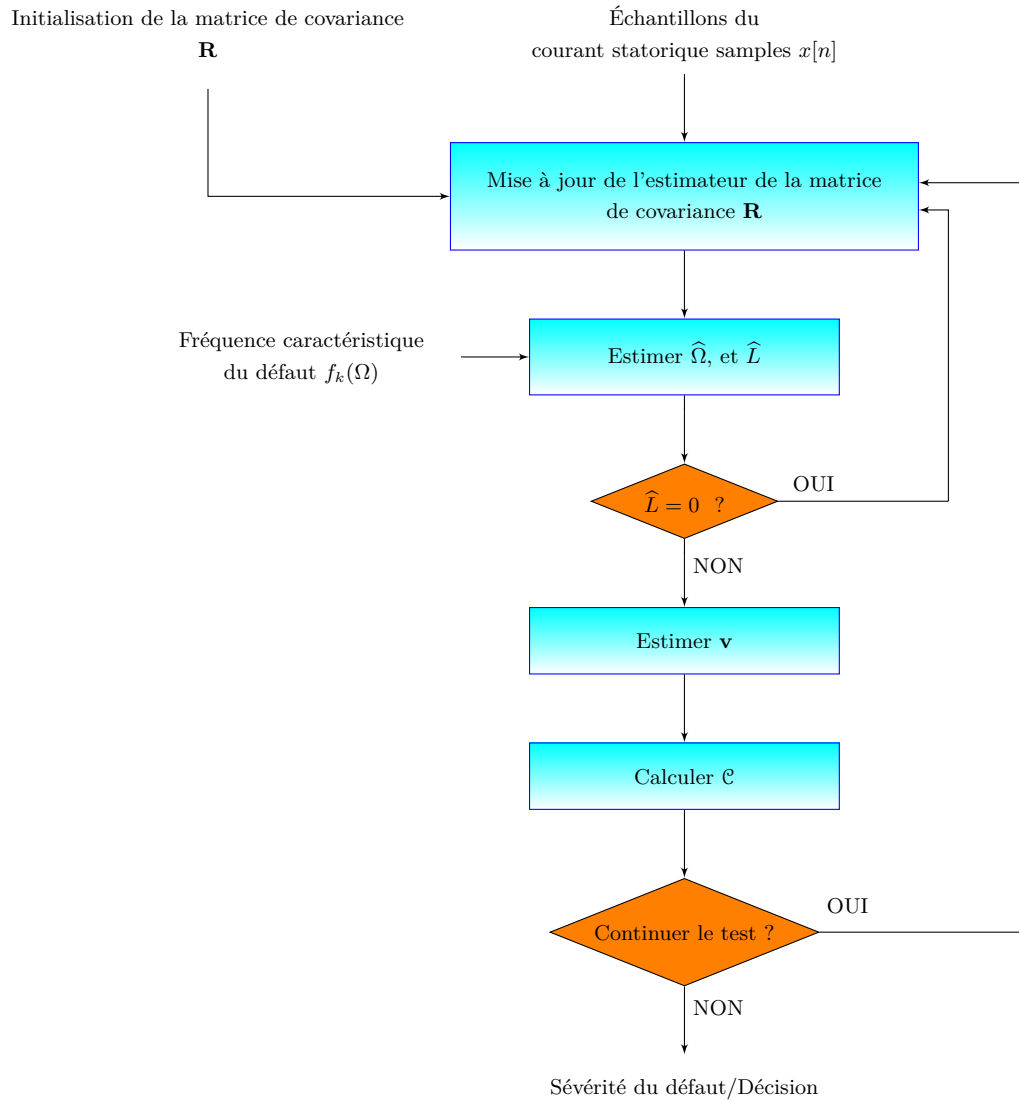 Initialisation de la matrice de covariance
R
Échantillons du
courant statorique samples x[n]
Mise à jour de l'estimateur de la matrice
de covariance R
Fréquence caractéristique
du défaut f_k(Ω)
Estimer Ω̂, et L̂
L̂ = 0 ?
OUI
NON
Estimer v
Calculer 𝒞
Continuer le test ?
OUI
NON
Sévérité du défaut/Décision